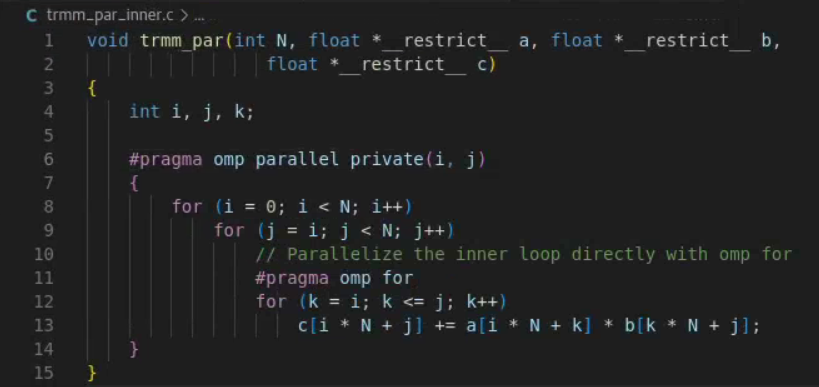 C trmm_par_inner.c > ...
1 void trmm_par(int N, float *__restrict__ a, float *__restrict__ b,
2 float *__restrict__ c)
3 {
4 int i, j, k;
5
6 #pragma omp parallel private(i, j)
7 {
8 for (i = 0; i < N; i++)
9 for (j = i; j < N; j++)
10 // Parallelize the inner loop directly with omp for
11 #pragma omp for
12 for (k = i; k <= j; k++)
13 c[i * N + j] += a[i * N + k] * b[k * N + j];
14 }
15 }